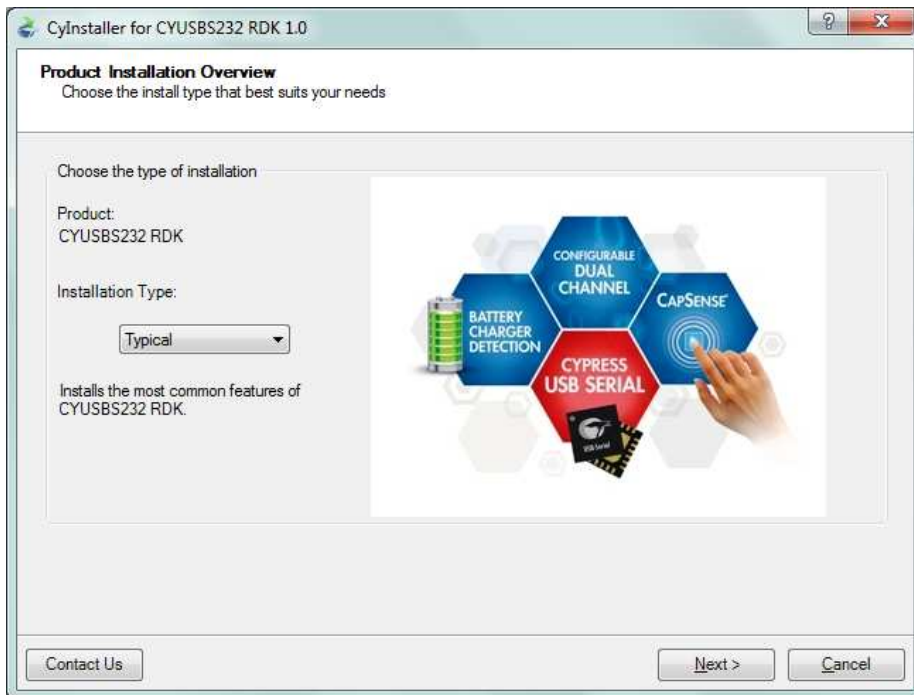 CyInstaller for CYUSBS232 RDK 1.0
?
Product Installation Overview
Choose the install type that best suits your needs
Choose the type of installation
Product:
CYUSBS232 RDK
Installation Type:
Typical
Installs the most common features of
CYUSBS232 RDK.
CONFIGURABLE
DUAL
CHANNEL
BATTERY
CHARGER
DETECTION
CAPSENSE
CYPRESS
USB SERIAL
USB Serial
Contact Us
Next >
Cancel